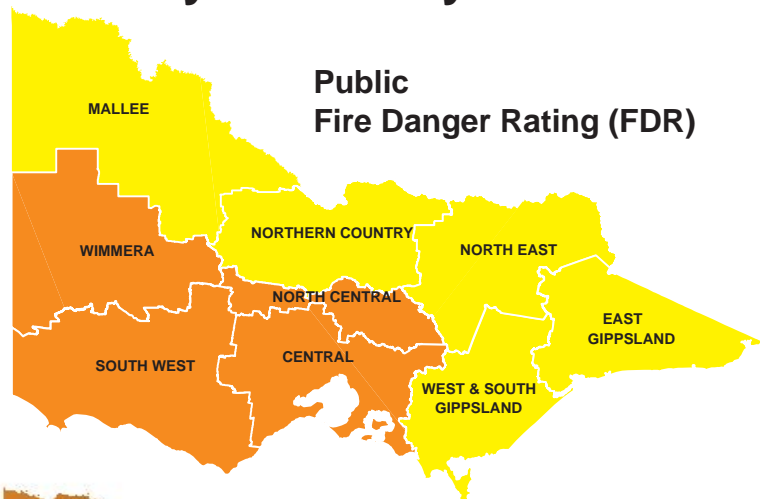 Public
Fire Danger Rating (FDR)
MALLEE
NORTHERN COUNTRY
NORTH EAST
WIMMERA
NORTH CENTRAL
EAST
GIPPSLAND
SOUTH WEST
CENTRAL
WEST & SOUTH
GIPPSLAND